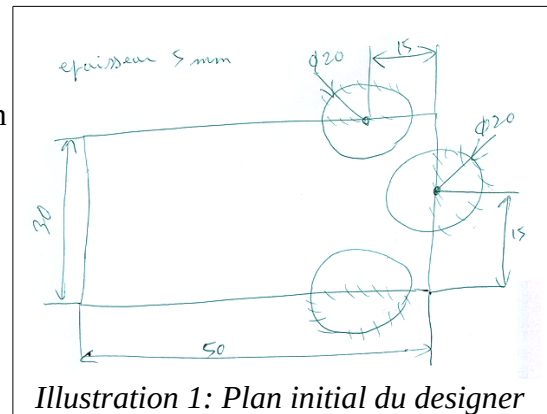 epaisseur 5 mm
ϕ20
15
ϕ20
30
15
50
Illustration 1: Plan initial du designer